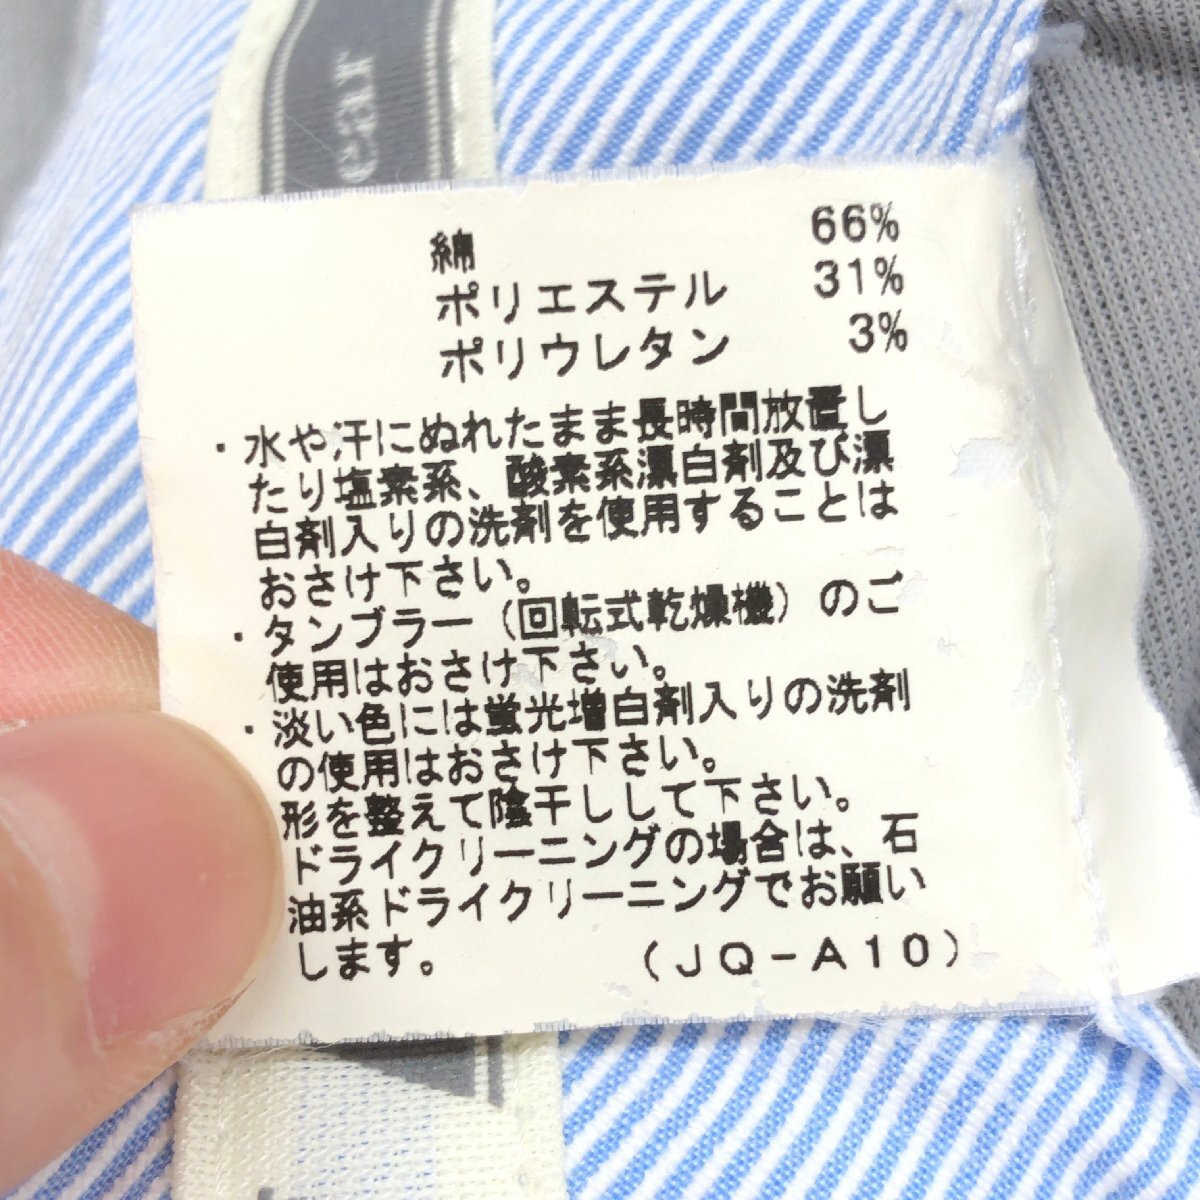 ear
綿 66%
ポリエステル 31%
ポリウレタン 3%
・水や汗にぬれたまま長時間放置し
たり塩素系、酸素系漂白剤及び漂
白剤入りの洗剤を使用することは
おさけ下さい。
・タンブラー(回転式乾燥機)のご
使用はおさけ下さい。
・淡い色には蛍光増白剤入りの洗剤
の使用はおさけ下さい。
形を整えて陰干しして下さい。
ドライクリーニングの場合は、石
油系ドライクリーニングでお願い
します。 (JQ-A10)